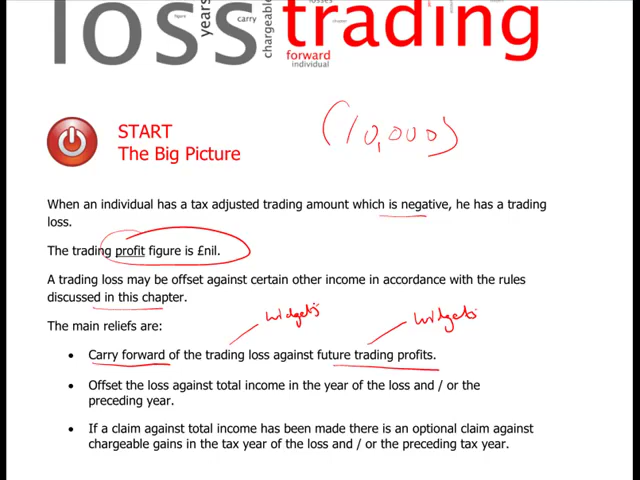 loss trading
figure
years
carry
chargeable
losses
forward
individual
chapter
START
The Big Picture
(10,000)
When an individual has a tax adjusted trading amount which is negative, he has a trading
loss.
The trading profit figure is £nil.
A trading loss may be offset against certain other income in accordance with the rules
discussed in this chapter.
widgets widgets
The main reliefs are:
• Carry forward of the trading loss against future trading profits.
• Offset the loss against total income in the year of the loss and / or the
preceding year.
• If a claim against total income has been made there is an optional claim against
chargeable gains in the tax year of the loss and / or the preceding tax year.